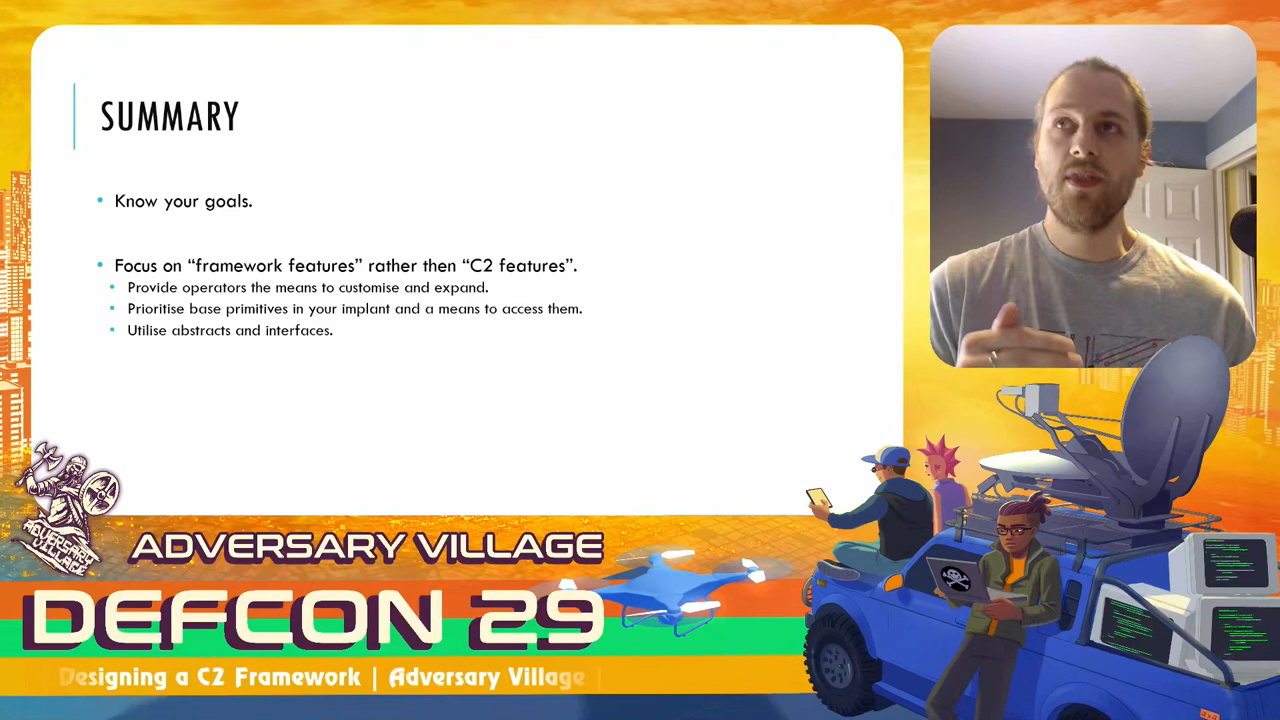 SUMMARY
Know your goals.
Focus on “framework features” rather then “C2 features”.
Provide operators the means to customise and expand.
Prioritise base primitives in your implant and a means to access them.
Utilise abstracts and interfaces.
ADVERSARY
VILLAGE
ADVERSARY VILLAGE
DEFCON 29
Designing a C2 Framework | Adversary Village |